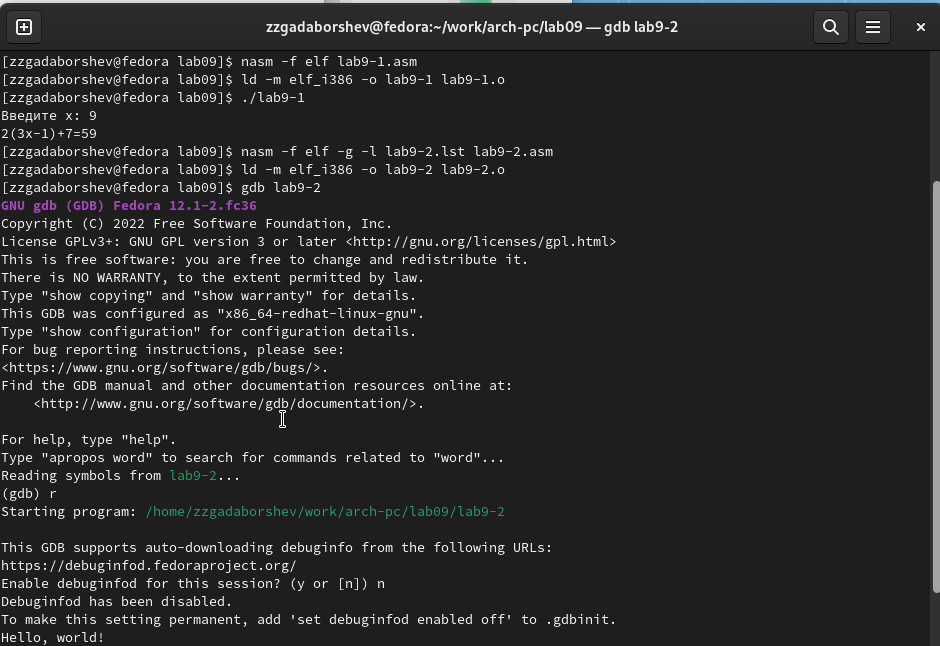 zzgadaborshev@fedora:~/work/arch-pc/lab09 — gdb lab9-2
[zzgadaborshev@fedora lab09]$ nasm -f elf lab9-1.asm
[zzgadaborshev@fedora lab09]$ ld -m elf_i386 -o lab9-1 lab9-1.o
[zzgadaborshev@fedora lab09]$ ./lab9-1
Введите x: 9
2(3x-1)+7=59
[zzgadaborshev@fedora lab09]$ nasm -f elf -g -l lab9-2.lst lab9-2.asm
[zzgadaborshev@fedora lab09]$ ld -m elf_i386 -o lab9-2 lab9-2.o
[zzgadaborshev@fedora lab09]$ gdb lab9-2
GNU gdb (GDB) Fedora 12.1-2.fc36
Copyright (C) 2022 Free Software Foundation, Inc.
License GPLv3+: GNU GPL version 3 or later <http://gnu.org/licenses/gpl.html>
This is free software: you are free to change and redistribute it.
There is NO WARRANTY, to the extent permitted by law.
Type "show copying" and "show warranty" for details.
This GDB was configured as "x86_64-redhat-linux-gnu".
Type "show configuration" for configuration details.
For bug reporting instructions, please see:
<https://www.gnu.org/software/gdb/bugs/>.
Find the GDB manual and other documentation resources online at:
    <http://www.gnu.org/software/gdb/documentation/>.

For help, type "help".
Type "apropos word" to search for commands related to "word"...
Reading symbols from lab9-2...
(gdb) r
Starting program: /home/zzgadaborshev/work/arch-pc/lab09/lab9-2

This GDB supports auto-downloading debuginfo from the following URLs:
https://debuginfod.fedoraproject.org/
Enable debuginfod for this session? (y or [n]) n
Debuginfod has been disabled.
To make this setting permanent, add 'set debuginfod enabled off' to .gdbinit.
Hello, world!